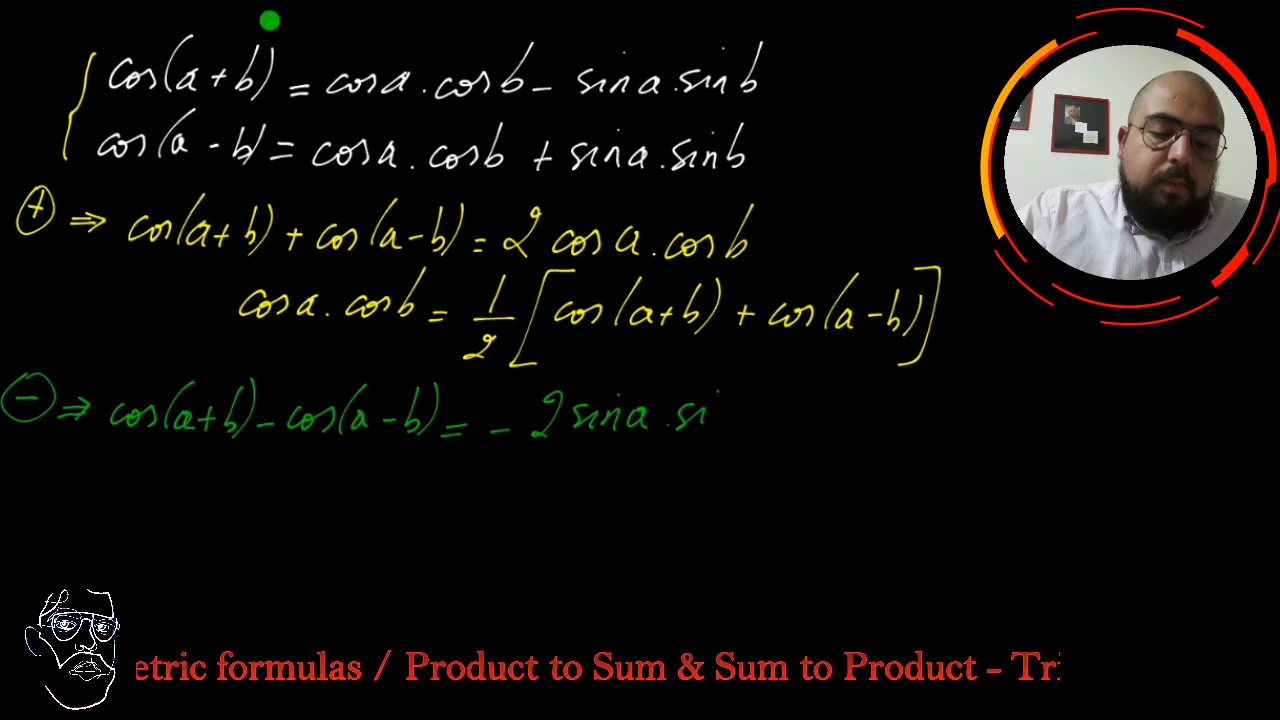 cos(a+b) = cosa.cosb - sina.sinb
cos(a-b) = cosa.cosb + sina.sinb
+ ⇒ cos(a+b) + cos(a-b) = 2 cosa.cosb
cosa.cosb = 1/2 [cos(a+b) + cos(a-b)]
- ⇒ cos(a+b) - cos(a-b) = - 2 sina.si
etric formulas / Product to Sum & Sum to Product - Tri